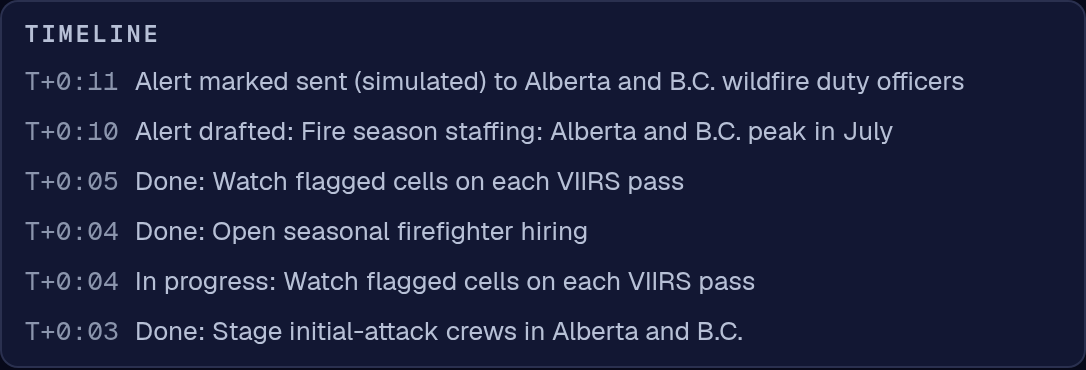 TIMELINE
T+0:11 Alert marked sent (simulated) to Alberta and B.C. wildfire duty officers
T+0:10 Alert drafted: Fire season staffing: Alberta and B.C. peak in July
T+0:05 Done: Watch flagged cells on each VIIRS pass
T+0:04 Done: Open seasonal firefighter hiring
T+0:04 In progress: Watch flagged cells on each VIIRS pass
T+0:03 Done: Stage initial-attack crews in Alberta and B.C.